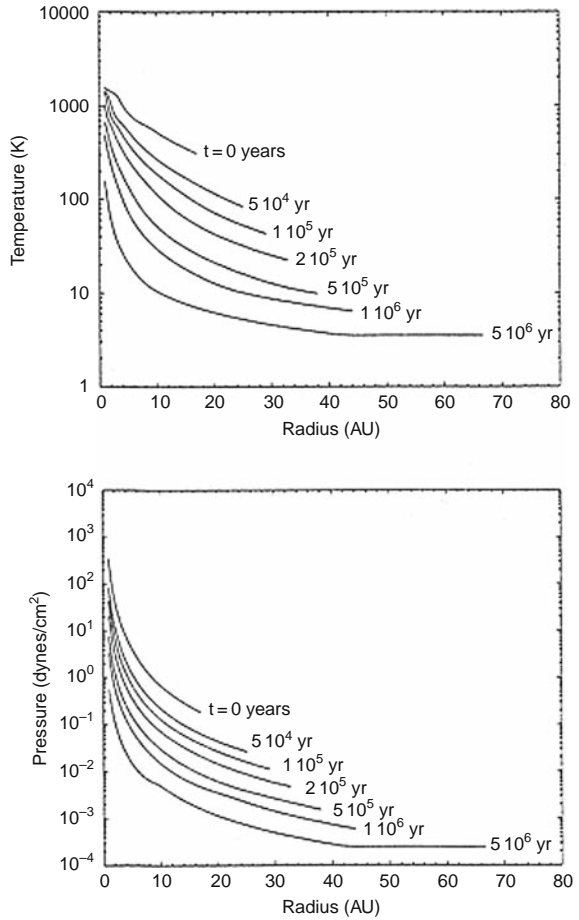 10000
1000
100
10
1
Temperature (K)
t = 0 years
5 10⁴ yr
1 10⁵ yr
2 10⁵ yr
5 10⁵ yr
1 10⁶ yr
5 10⁶ yr
0 10 20 30 40 50 60 70 80
Radius (AU)
10⁴
10³
10²
10¹
10⁰
10⁻¹
10⁻²
10⁻³
10⁻⁴
Pressure (dynes/cm²)
t = 0 years
5 10⁴ yr
1 10⁵ yr
2 10⁵ yr
5 10⁵ yr
1 10⁶ yr
5 10⁶ yr
0 10 20 30 40 50 60 70 80
Radius (AU)